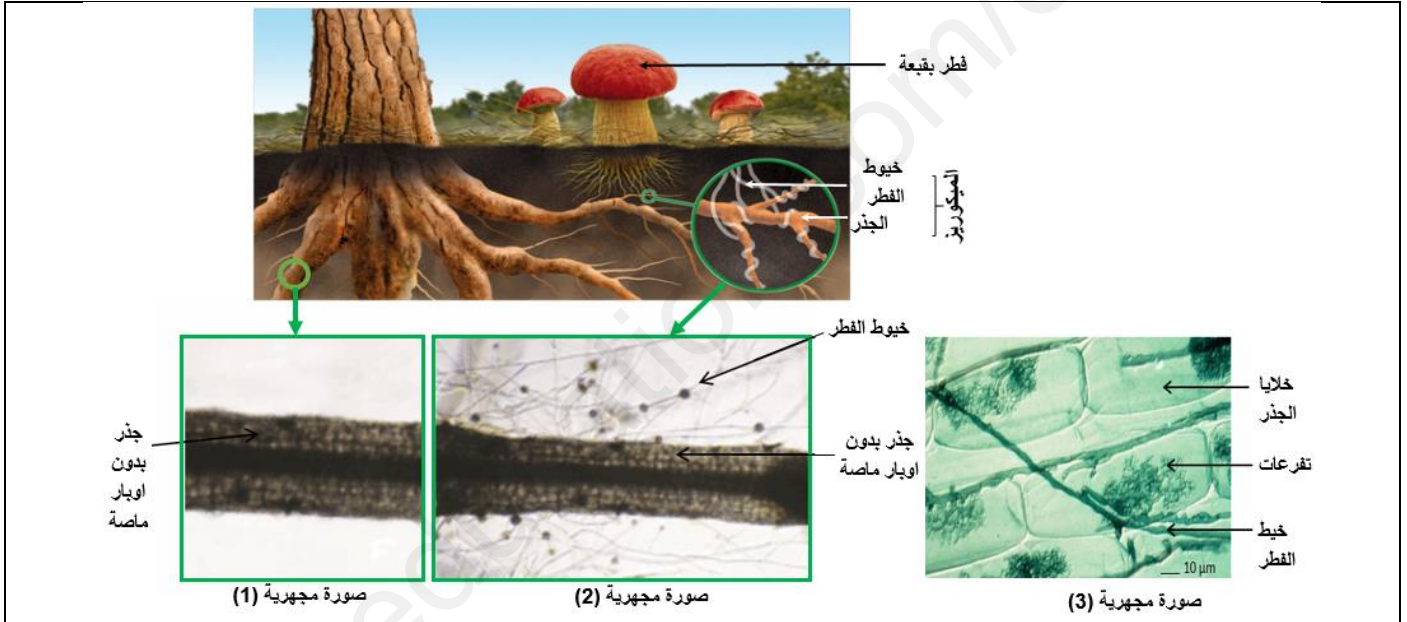 فطر بقبعة
خيوط
الفطر
الجذر
الميكوريز
خيوط الفطر
جذر
بدون
اوبار
ماصة
جذر بدون
اوبار ماصة
خلايا
الجذر
تفرعات
خيط
الفطر
10 µm
صورة مجهرية (1)
صورة مجهرية (2)
صورة مجهرية (3)